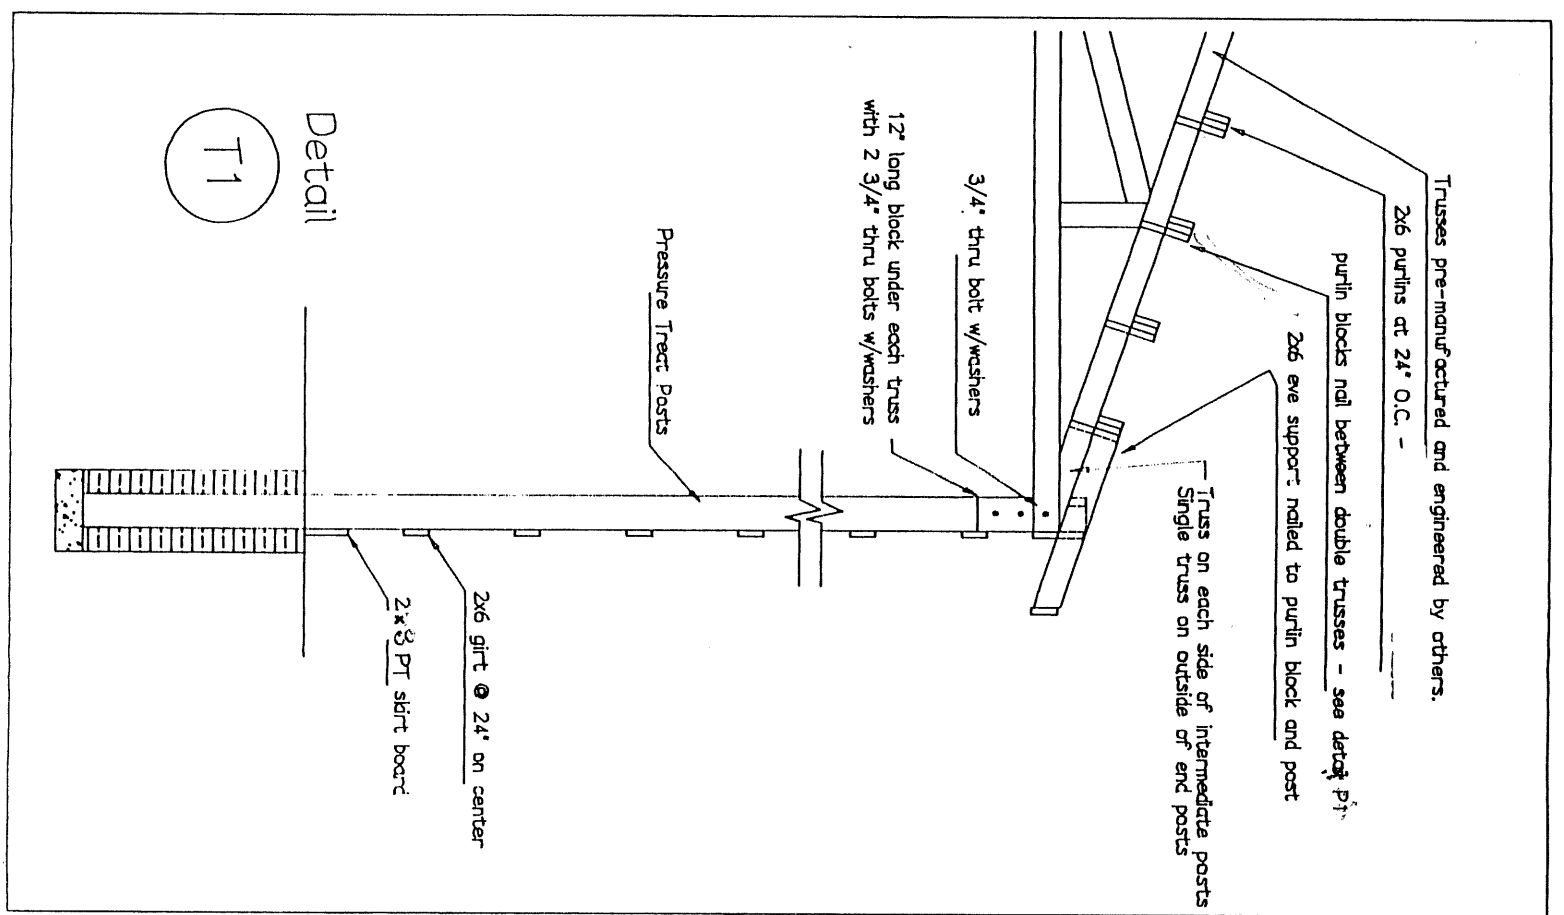 Trusses pre-manufactured and engineered by others.
2x6 purlins at 24" O.C. -
purlin blocks nail between double trusses - see detail P1
2x6 eve support nailed to purlin block and post
Truss on each side of intermediate posts
Single truss on outside of end posts
3/4" thru bolt w/washers
12" long block under each truss
with 2 3/4" thru bolts w/washers
Pressure Treat Posts
2x6 girt @ 24" on center
2x8 PT skirt board
Detail
T1